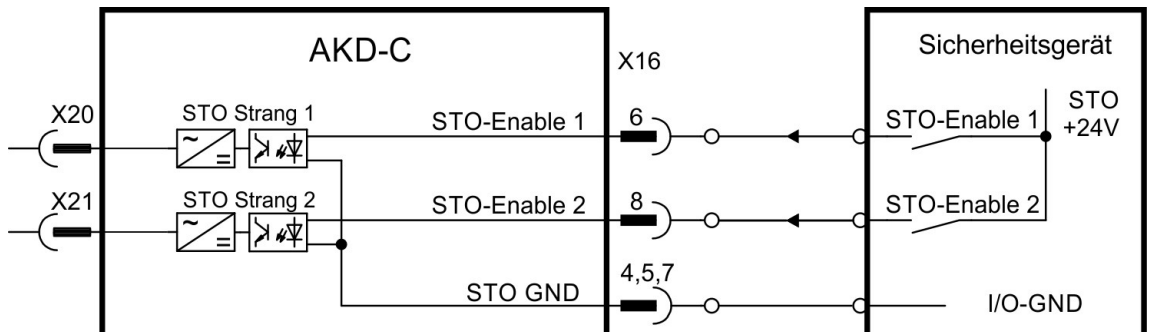 AKD-C
X16
Sicherheitsgerät
X20
STO Strang 1
STO-Enable 1
6
STO-Enable 1
STO
+24V
X21
STO Strang 2
STO-Enable 2
8
STO-Enable 2
STO GND
4,5,7
I/O-GND